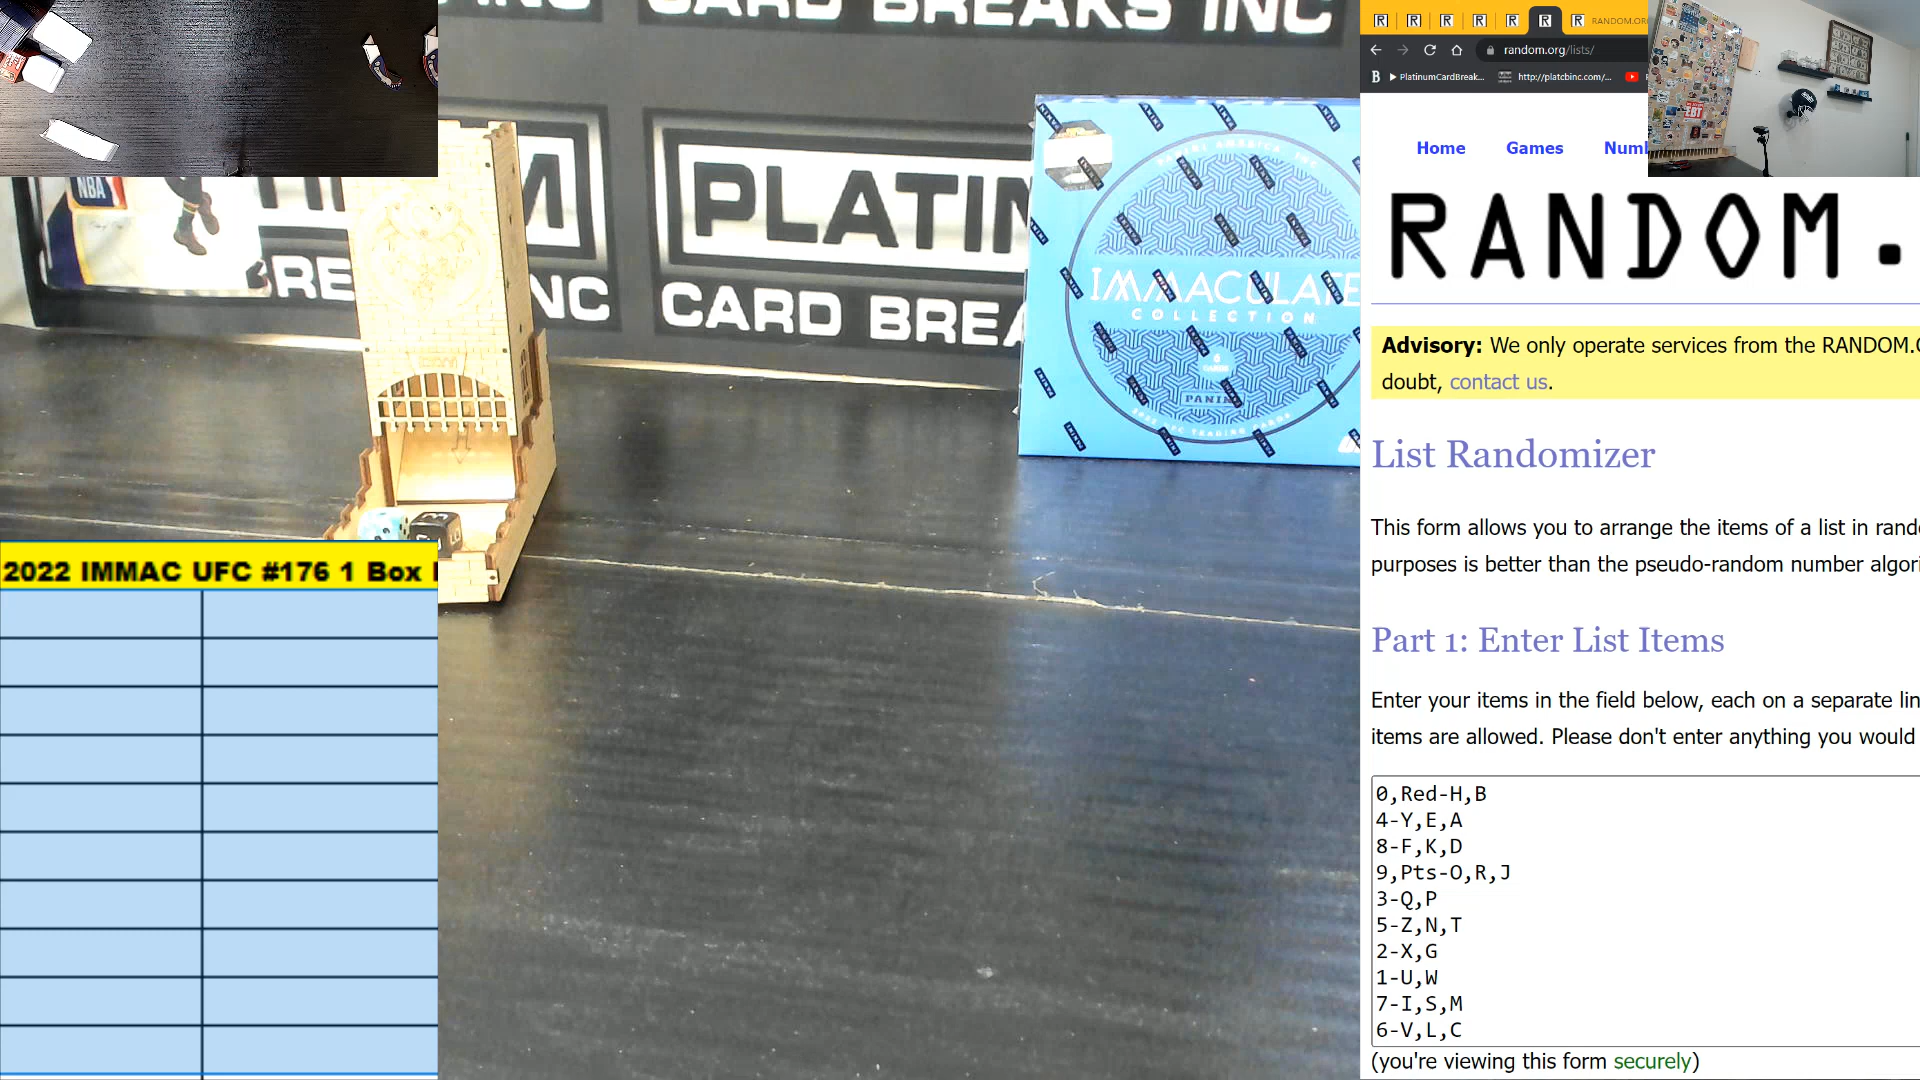 CARD BREAKS INC
NBA
PLATIN
CARD BREA
NC
IMMACULATE
COLLECTION
PANINI
2022 IMMAC UFC #176 1 Box
random.org/lists/
PlatinumCardBreak...
http://platcbinc.com/...
Home
Games
RANDOM.
Advisory: We only operate services from the RANDOM.
doubt, contact us.
List Randomizer
This form allows you to arrange the items of a list in rand
purposes is better than the pseudo-random number algori
Part 1: Enter List Items
Enter your items in the field below, each on a separate lin
items are allowed. Please don't enter anything you would
0,Red-H,B
4-Y,E,A
8-F,K,D
9,Pts-O,R,J
3-Q,P
5-Z,N,T
2-X,G
1-U,W
7-I,S,M
6-V,L,C
(you're viewing this form securely)